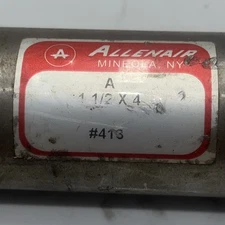 A ALLENAIR
MINEOLA, NY
A
1 1/2 X 4
#413